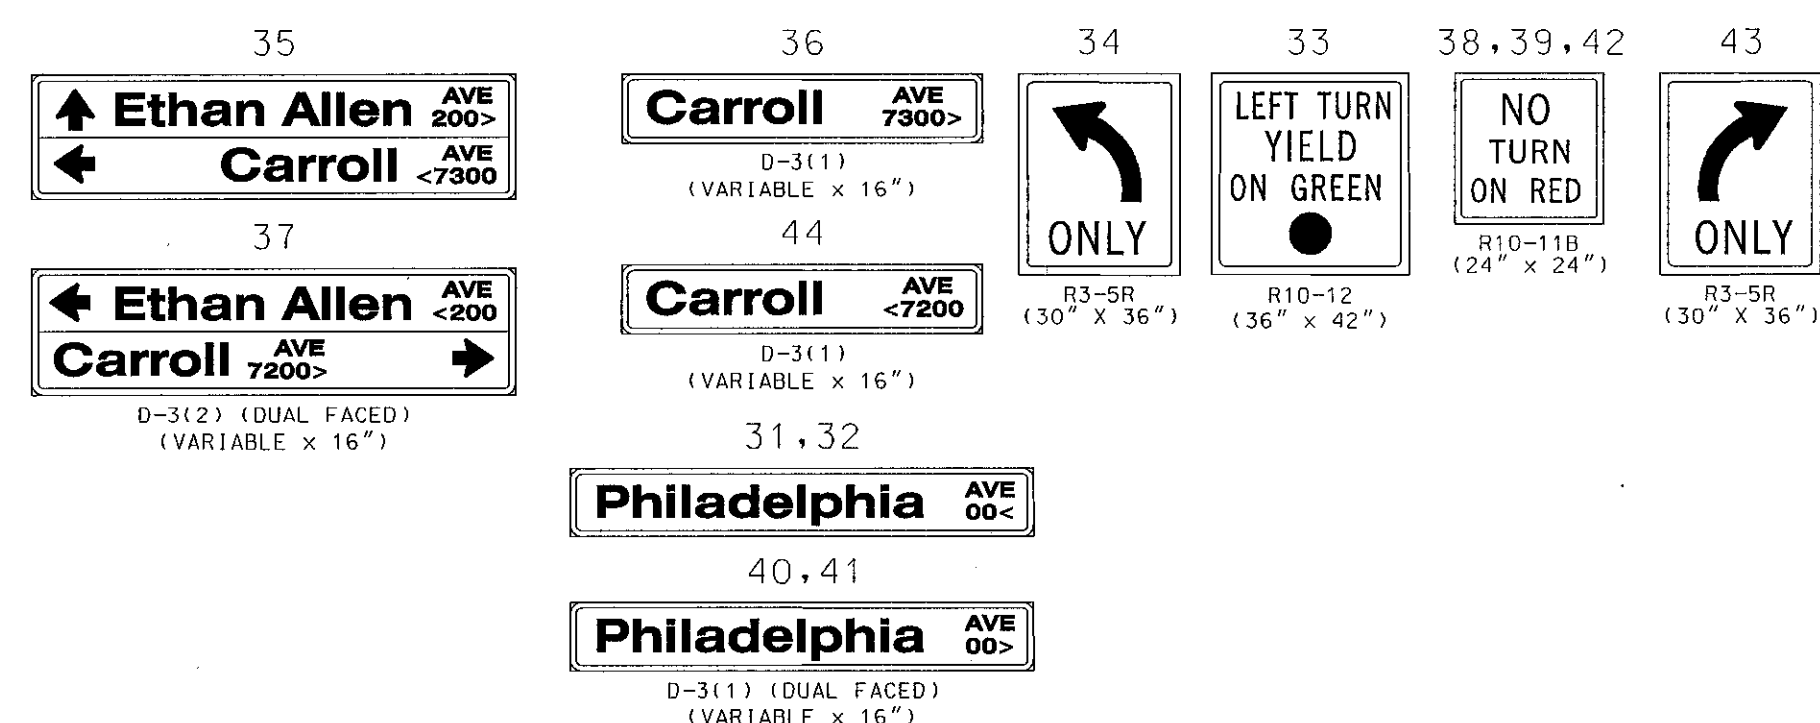 35
Ethan Allen AVE 200>
Carroll AVE <7300
37
Ethan Allen AVE <200
Carroll AVE 7200>
D-3(2) (DUAL FACED)
(VARIABLE x 16")
36
Carroll AVE 7300>
D-3(1)
(VARIABLE x 16")
44
Carroll AVE <7200
D-3(1)
(VARIABLE x 16")
31,32
Philadelphia AVE 00<
40,41
Philadelphia AVE 00>
D-3(1) (DUAL FACED)
(VARIABLE x 16")
34
ONLY
R3-5R
(30" X 36")
33
LEFT TURN
YIELD
ON GREEN
R10-12
(36" x 42")
38,39,42
NO
TURN
ON RED
R10-11B
(24" x 24")
43
ONLY
R3-5R
(30" X 36")